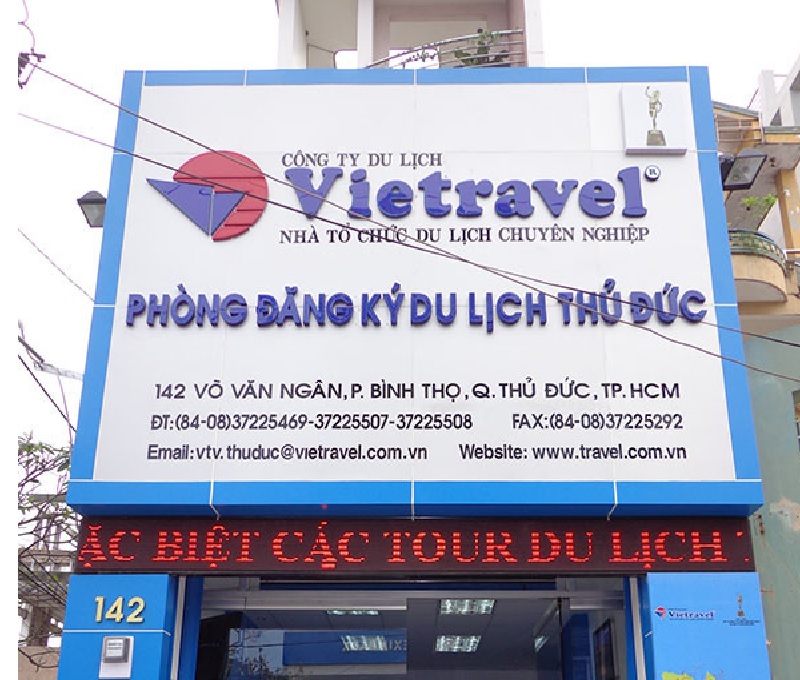 CÔNG TY DU LỊCH
Vietravel®
NHÀ TỔ CHỨC DU LỊCH CHUYÊN NGHIỆP
PHÒNG ĐĂNG KÝ DU LỊCH THỦ ĐỨC
142 VÕ VĂN NGÂN, P. BÌNH THỌ, Q. THỦ ĐỨC, TP. HCM
ĐT:(84-08)37225469-37225507-37225508 FAX:(84-08)37225292
Email:vtv.thuduc@vietravel.com.vn Website: www.travel.com.vn
ẶC BIỆT CÁC TOUR DU LỊCH
142
Vietravel